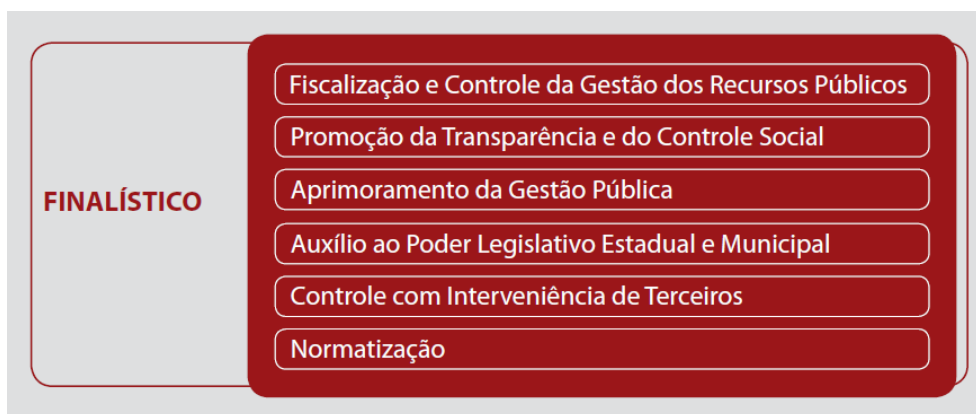 FINALÍSTICO
Fiscalização e Controle da Gestão dos Recursos Públicos
Promoção da Transparência e do Controle Social
Aprimoramento da Gestão Pública
Auxílio ao Poder Legislativo Estadual e Municipal
Controle com Interveniência de Terceiros
Normatização